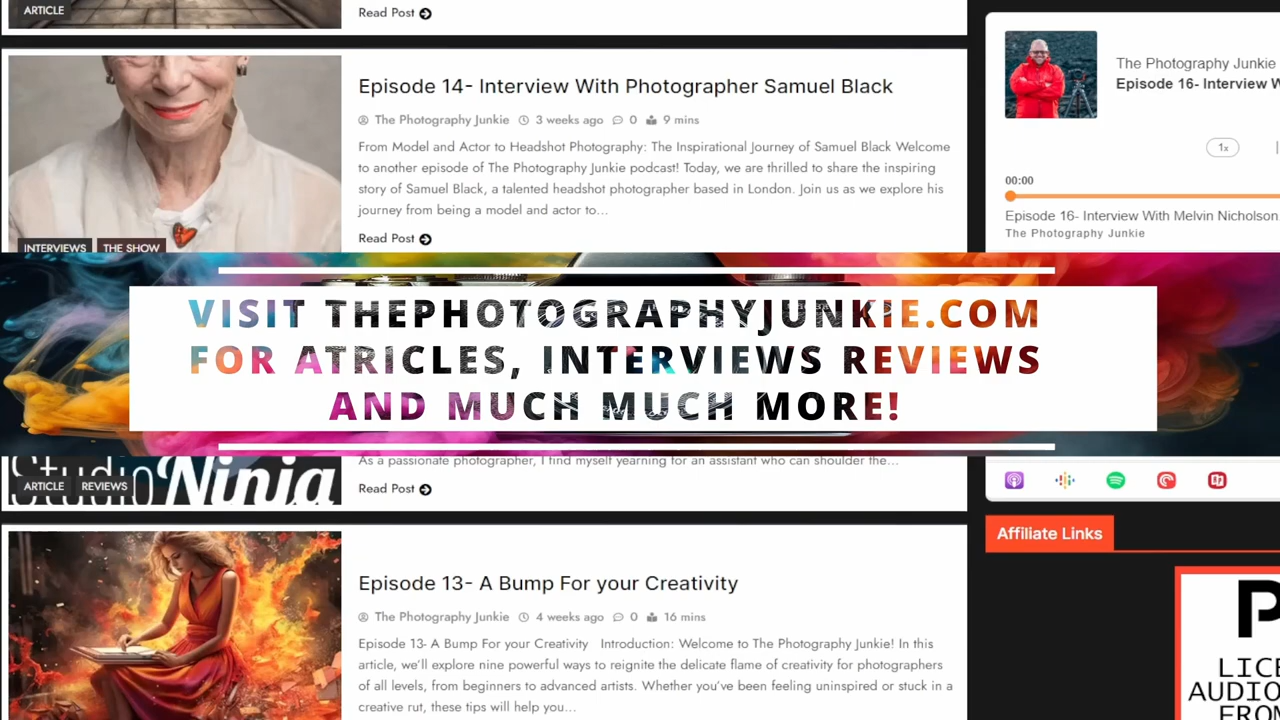 ARTICLE
Read Post
Episode 14- Interview With Photographer Samuel Black
The Photography Junkie 3 weeks ago 0 9 mins
From Model and Actor to Headshot Photography: The Inspirational Journey of Samuel Black Welcome
to another episode of The Photography Junkie podcast! Today, we are thrilled to share the inspiring
story of Samuel Black, a talented headshot photographer based in London. Join us as we explore his
journey from being a model and actor to...
Read Post
INTERVIEWS THE SHOW
The Photography Junkie
Episode 16- Interview W
1x
00:00
Episode 16- Interview With Melvin Nicholson
The Photography Junkie
VISIT THEPHOTOGRAPHYJUNKIE.COM
FOR ATRICLES, INTERVIEWS REVIEWS
AND MUCH MUCH MORE!
Studio Ninja
ARTICLE REVIEWS
As a passionate photographer, I find myself yearning for an assistant who can shoulder the...
Read Post
Episode 13- A Bump For your Creativity
The Photography Junkie 4 weeks ago 0 16 mins
Episode 13- A Bump For your Creativity Introduction: Welcome to The Photography Junkie! In this
article, we'll explore nine powerful ways to reignite the delicate flame of creativity for photographers
of all levels, from beginners to advanced artists. Whether you've been feeling uninspired or stuck in a
creative rut, these tips will help you...
Affiliate Links
P
LICE
AUDIO
FROM